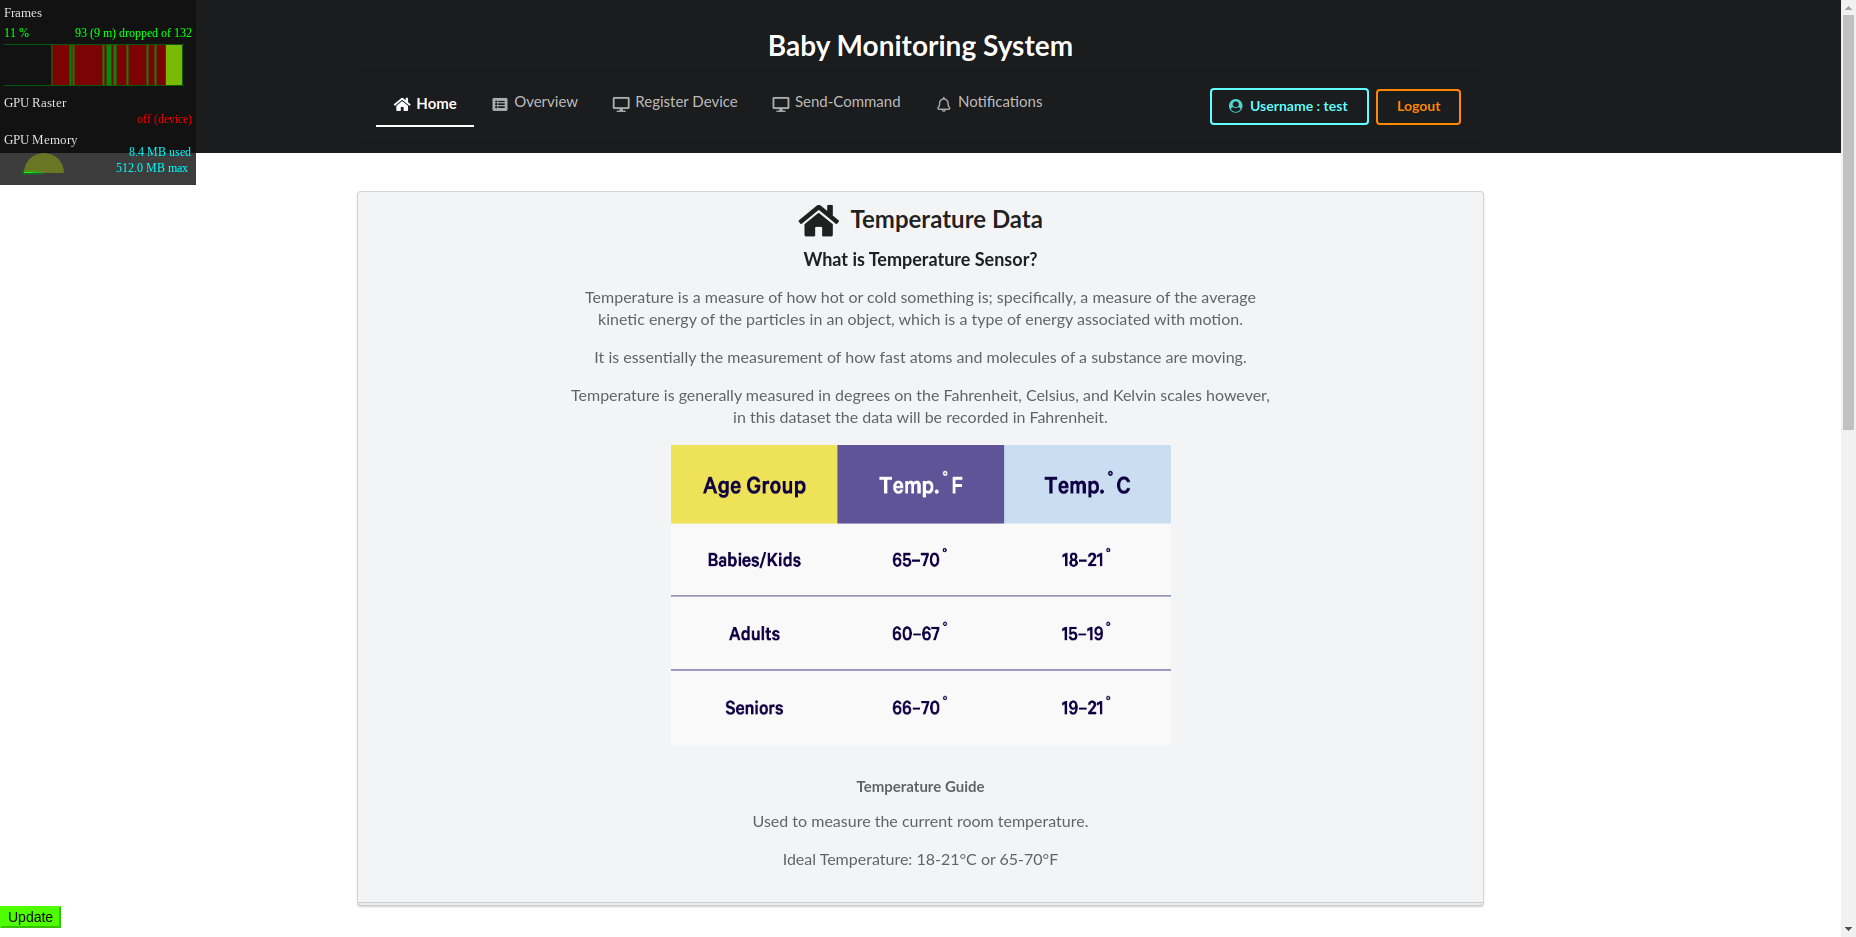 Frames
11 %
93 (9 m) dropped of 132
GPU Raster
off (device)
GPU Memory
8.4 MB used
512.0 MB max
Baby Monitoring System
Home
Overview
Register Device
Send-Command
Notifications
Username : test
Logout
Temperature Data
What is Temperature Sensor?
Temperature is a measure of how hot or cold something is; specifically, a measure of the average
kinetic energy of the particles in an object, which is a type of energy associated with motion.
It is essentially the measurement of how fast atoms and molecules of a substance are moving.
Temperature is generally measured in degrees on the Fahrenheit, Celsius, and Kelvin scales however,
in this dataset the data will be recorded in Fahrenheit.
Age Group Temp.°F Temp.°C
Babies/Kids 65–70° 18–21°
Adults 60–67° 15–19°
Seniors 66–70° 19–21°
Temperature Guide
Used to measure the current room temperature.
Ideal Temperature: 18-21°C or 65-70°F
Update